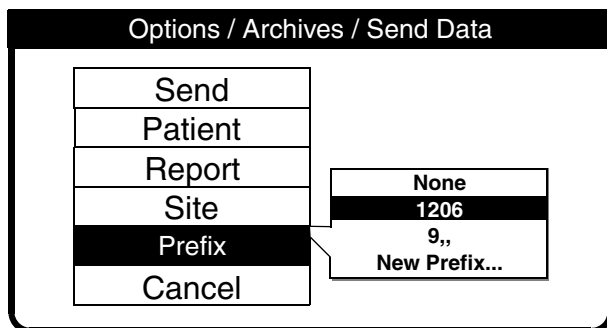 Options / Archives / Send Data
Send
Patient
Report
Site
Prefix
Cancel
None
1206
9,,
New Prefix...